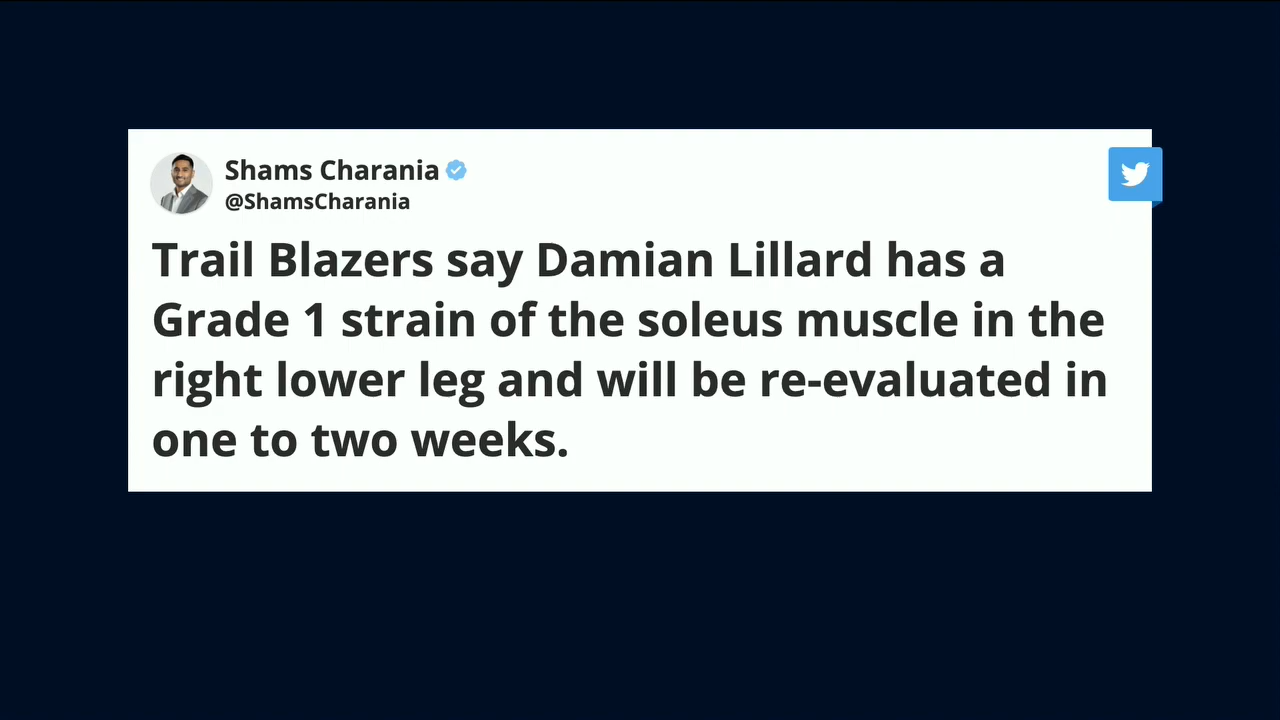 Shams Charania
@ShamsCharania
Trail Blazers say Damian Lillard has a
Grade 1 strain of the soleus muscle in the
right lower leg and will be re-evaluated in
one to two weeks.